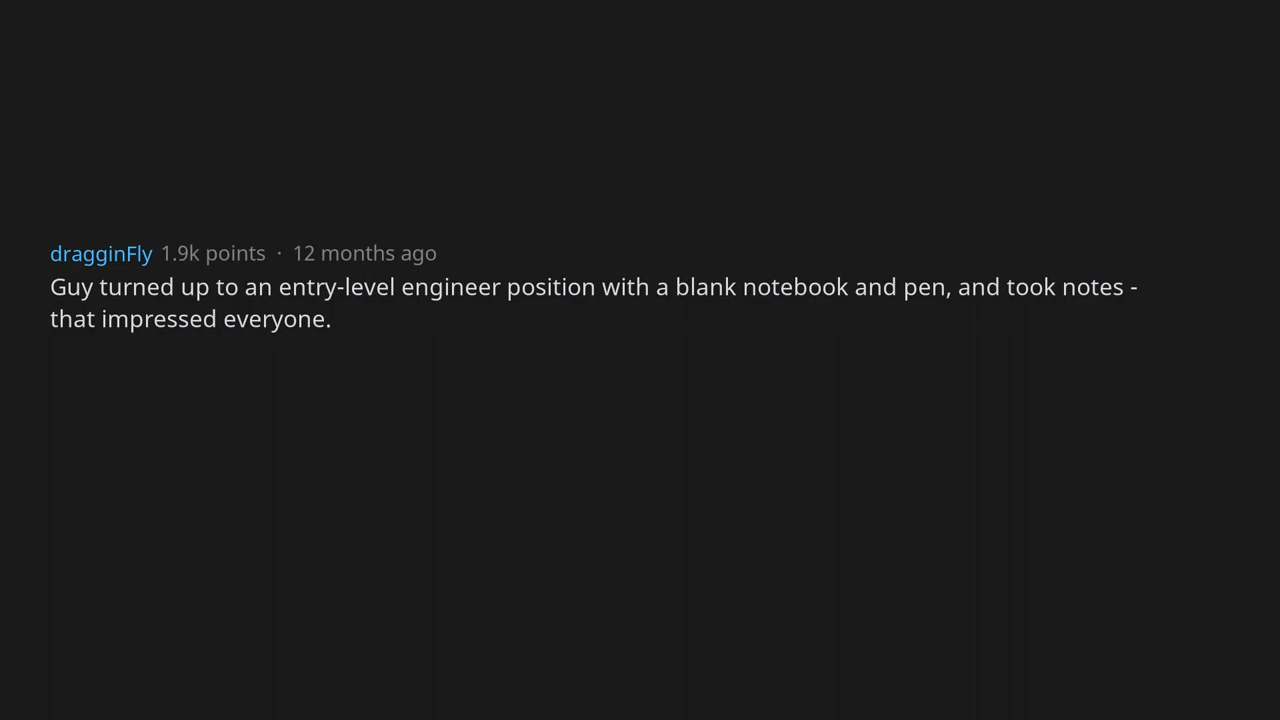 dragginFly 1.9k points · 12 months ago
Guy turned up to an entry-level engineer position with a blank notebook and pen, and took notes -
that impressed everyone.